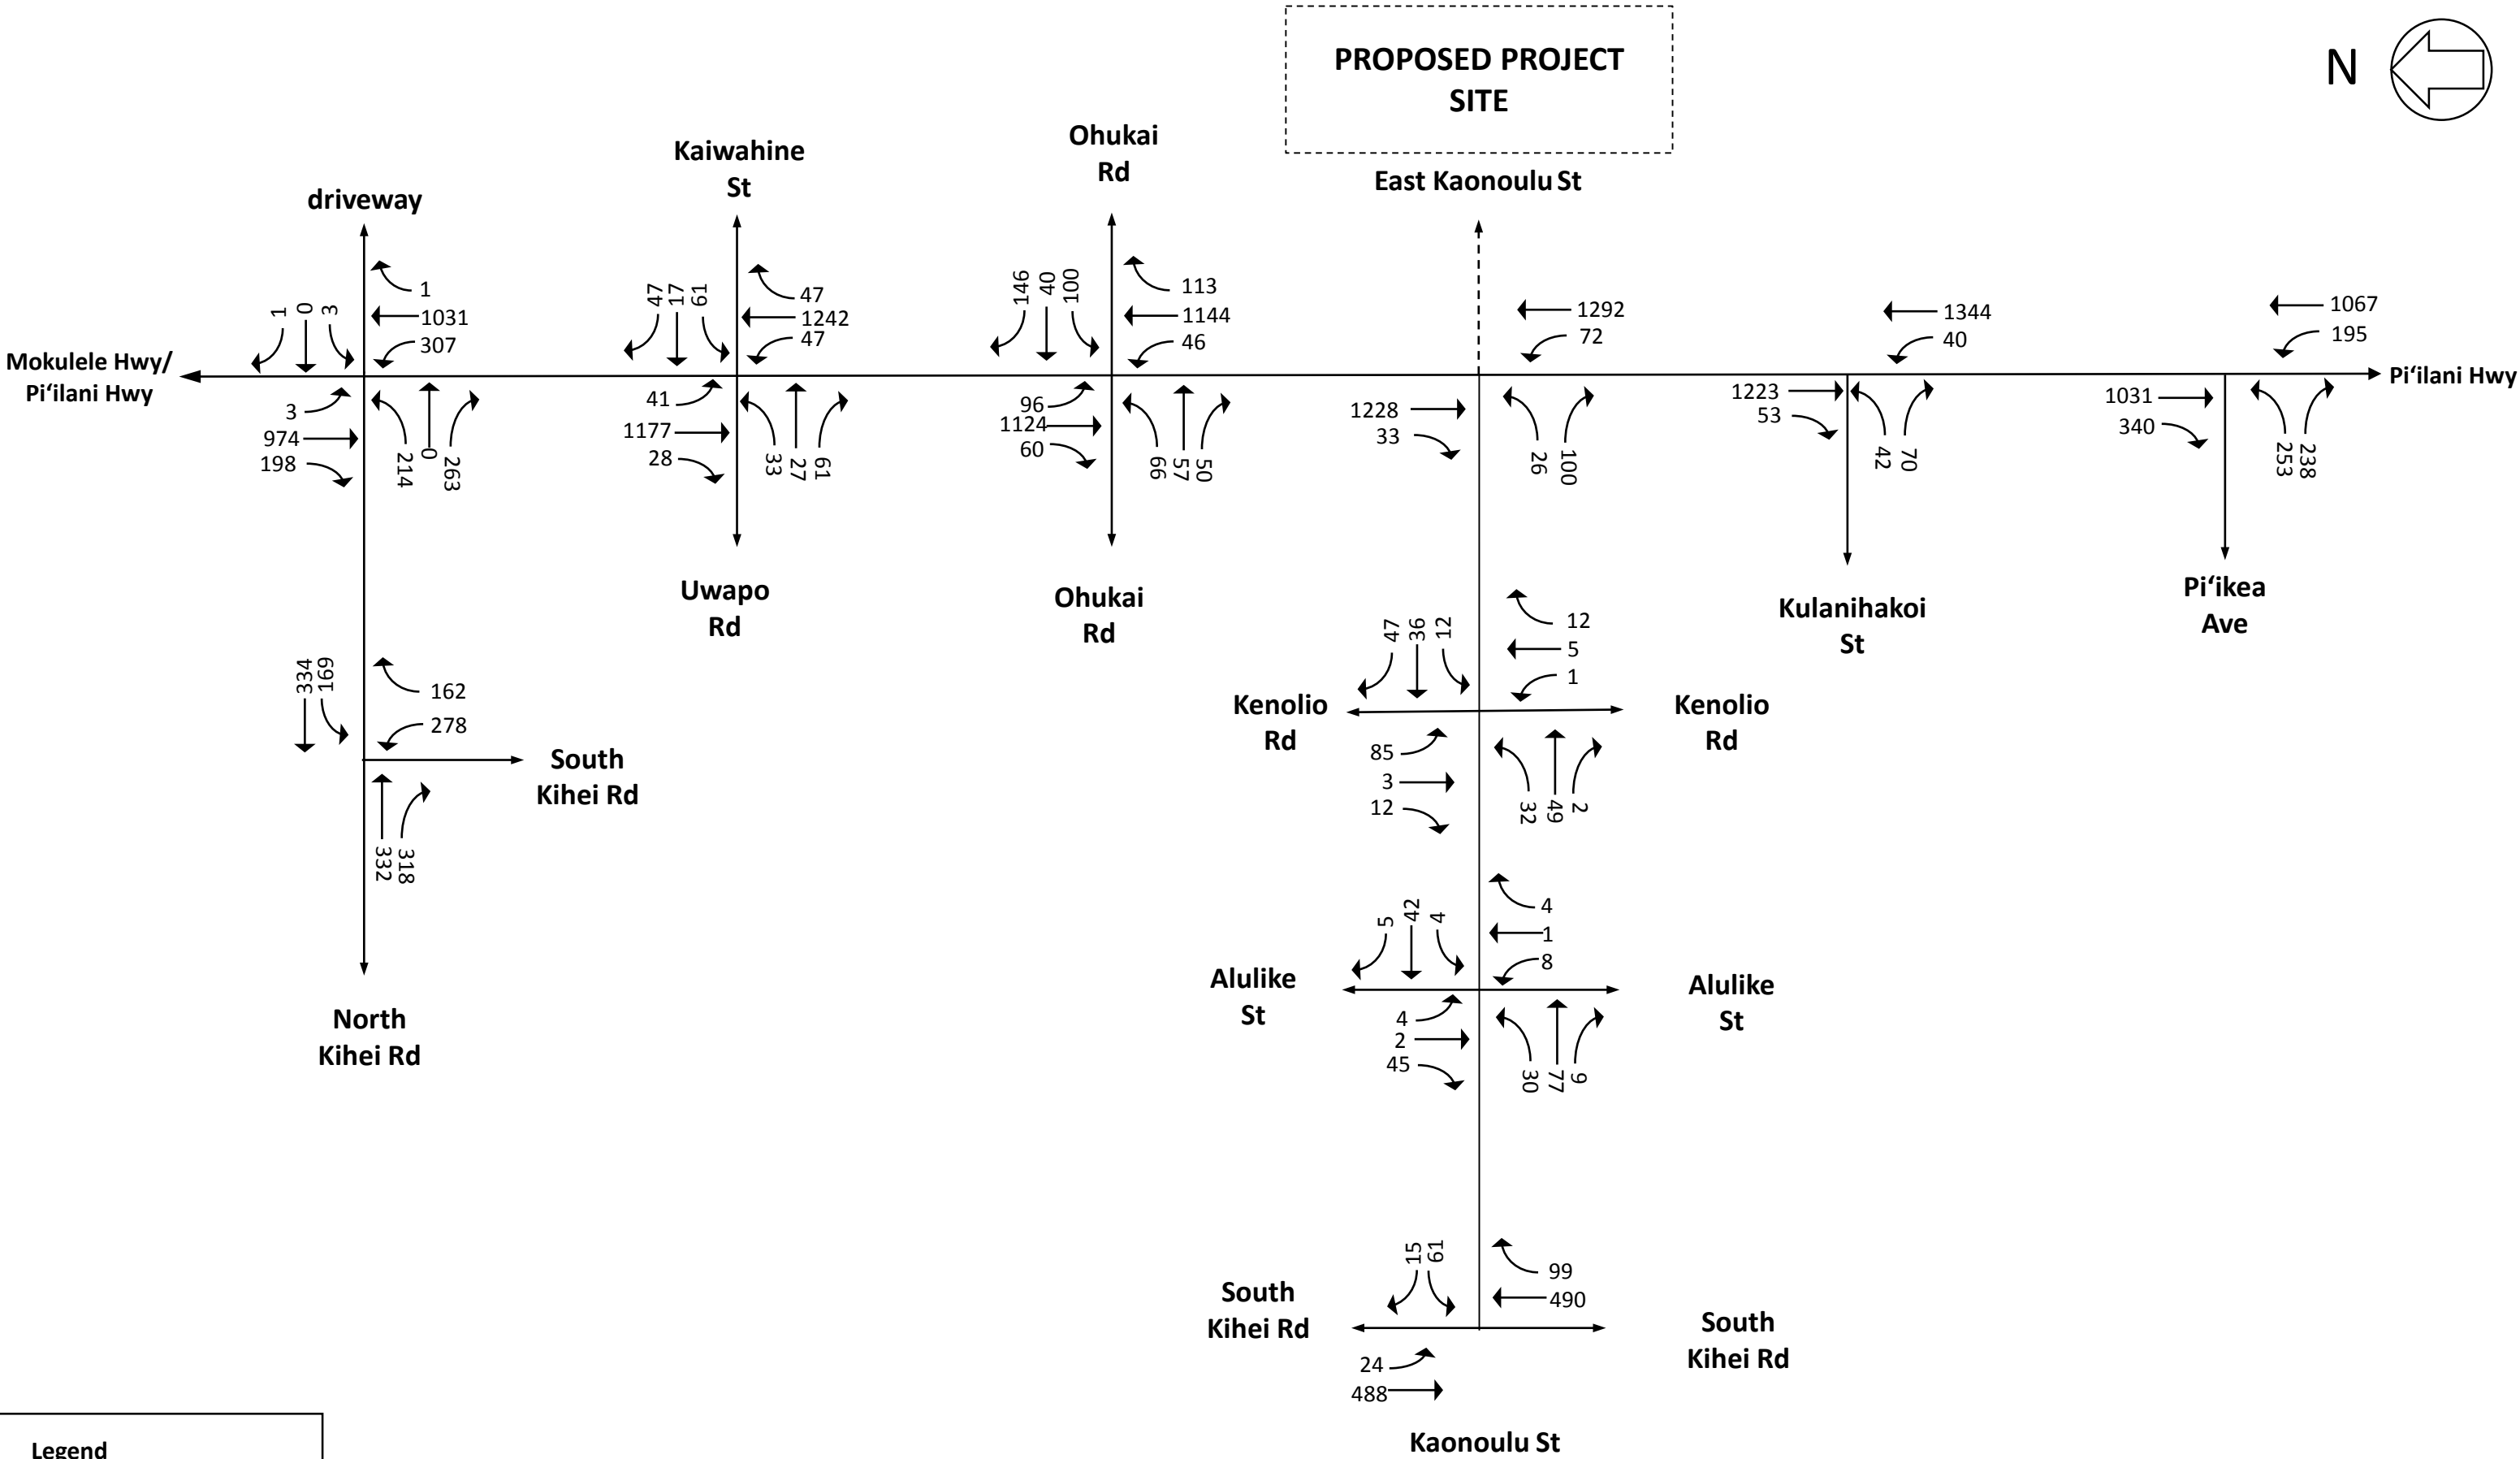 PROPOSED PROJECT
SITE
N
Kaiwahine
St
Ohukai
Rd
East Kaonoulu St
driveway
Mokulele Hwy/
Pi‘ilani Hwy
Pi‘ilani Hwy
1 0 3
1
1031
307
3
974
198
214 0 263
47 17 61
47
1242
47
41
1177
28
33 27 61
146 40 100
113
1144
46
96
1124
60
66 57 50
1292
72
1228
33
26 100
1344
40
1223
53
42 70
1067
195
1031
340
253 238
Uwapo
Rd
Ohukai
Rd
Kulanihakoi
St
Pi‘ikea
Ave
334 169
162
278
332 318
South
Kihei Rd
North
Kihei Rd
47 36 12
12
5
1
Kenolio
Rd
Kenolio
Rd
85
3
12
32 49 2
5 42 4
4
1
8
Alulike
St
Alulike
St
4
2
45
30 77 9
15 61
99
490
South
Kihei Rd
South
Kihei Rd
24
488
Kaonoulu St
Legend